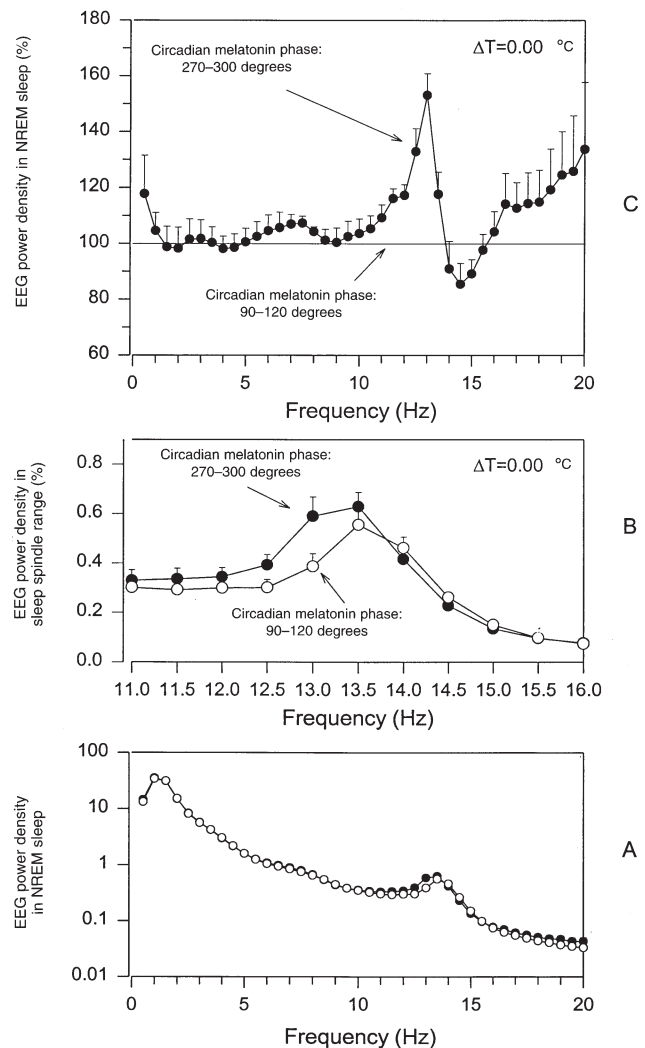 EEG power density in NREM sleep (%)
180
160
140
120
100
80
60
Circadian melatonin phase:
270–300 degrees
ΔT=0.00 °C
Circadian melatonin phase:
90–120 degrees
C
0 5 10 15 20
Frequency (Hz)
EEG power density in
sleep spindle range (%)
0.8
0.6
0.4
0.2
0.0
Circadian melatonin phase:
270–300 degrees
ΔT=0.00 °C
Circadian melatonin phase:
90–120 degrees
B
11.0 11.5 12.0 12.5 13.0 13.5 14.0 14.5 15.0 15.5 16.0
Frequency (Hz)
EEG power density
in NREM sleep
100
10
1
0.1
0.01
A
0 5 10 15 20
Frequency (Hz)